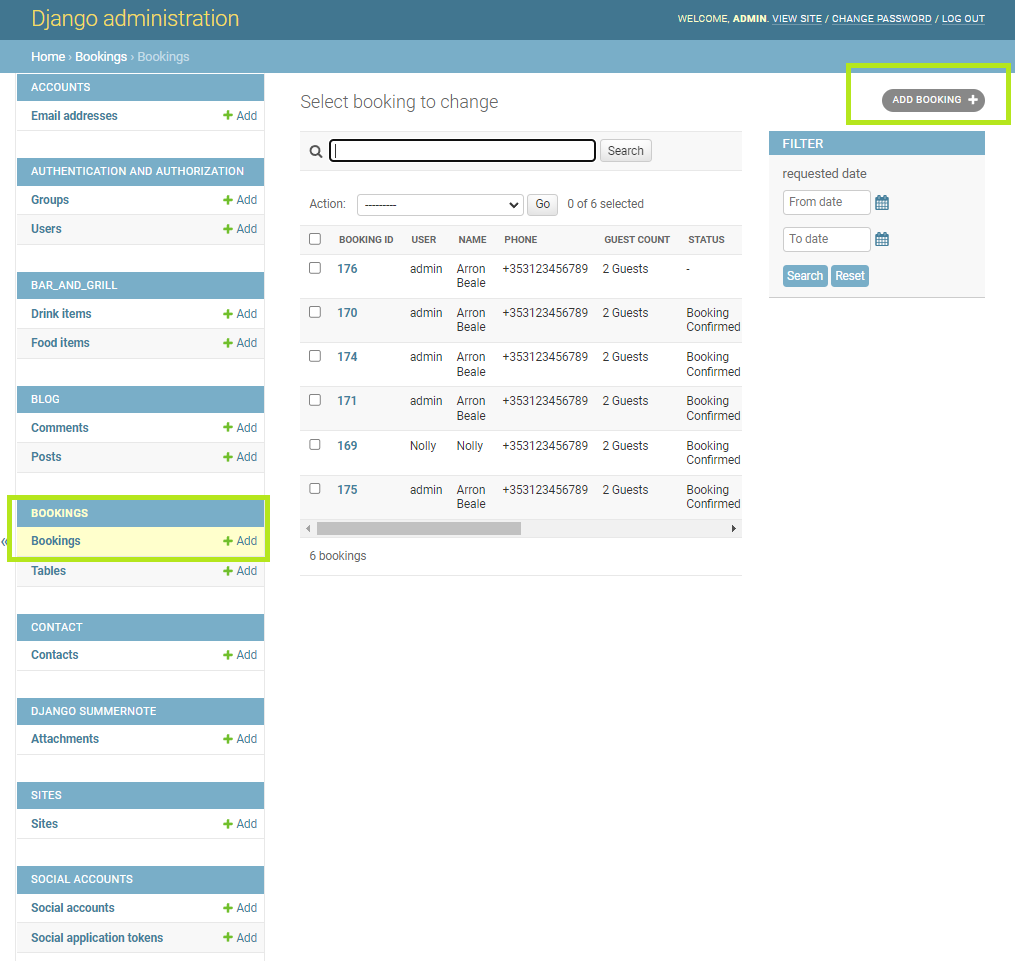 Django administration
WELCOME, ADMIN. VIEW SITE / CHANGE PASSWORD / LOG OUT
Home › Bookings › Bookings
ACCOUNTS
Email addresses + Add
AUTHENTICATION AND AUTHORIZATION
Groups + Add
Users + Add
BAR_AND_GRILL
Drink items + Add
Food items + Add
BLOG
Comments + Add
Posts + Add
BOOKINGS
Bookings + Add
Tables + Add
CONTACT
Contacts + Add
DJANGO SUMMERNOTE
Attachments + Add
SITES
Sites + Add
SOCIAL ACCOUNTS
Social accounts + Add
Social application tokens + Add
«
Select booking to change
ADD BOOKING +
Search
Action: --------- Go 0 of 6 selected
BOOKING ID USER NAME PHONE GUEST COUNT STATUS
176 admin Arron +353123456789 2 Guests -
Beale
170 admin Arron +353123456789 2 Guests Booking
Beale Confirmed
174 admin Arron +353123456789 2 Guests Booking
Beale Confirmed
171 admin Arron +353123456789 2 Guests Booking
Beale Confirmed
169 Nolly Nolly +353123456789 2 Guests Booking
Confirmed
175 admin Arron +353123456789 2 Guests Booking
Beale Confirmed
6 bookings
FILTER
requested date
From date
To date
Search Reset